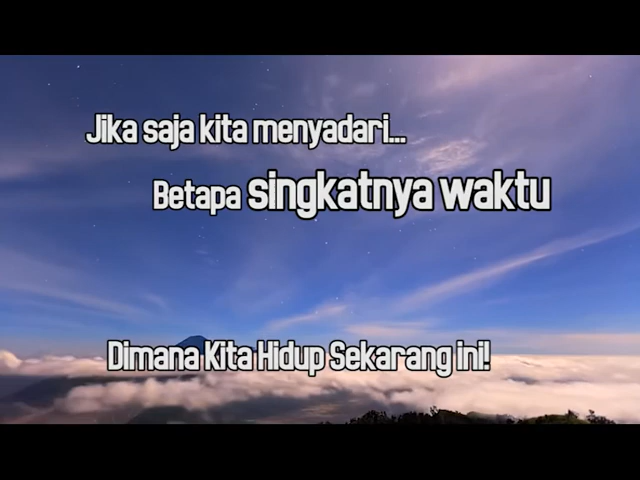 Jika saja kita menyadari...
Betapa singkatnya waktu
Dimana Kita Hidup Sekarang ini!